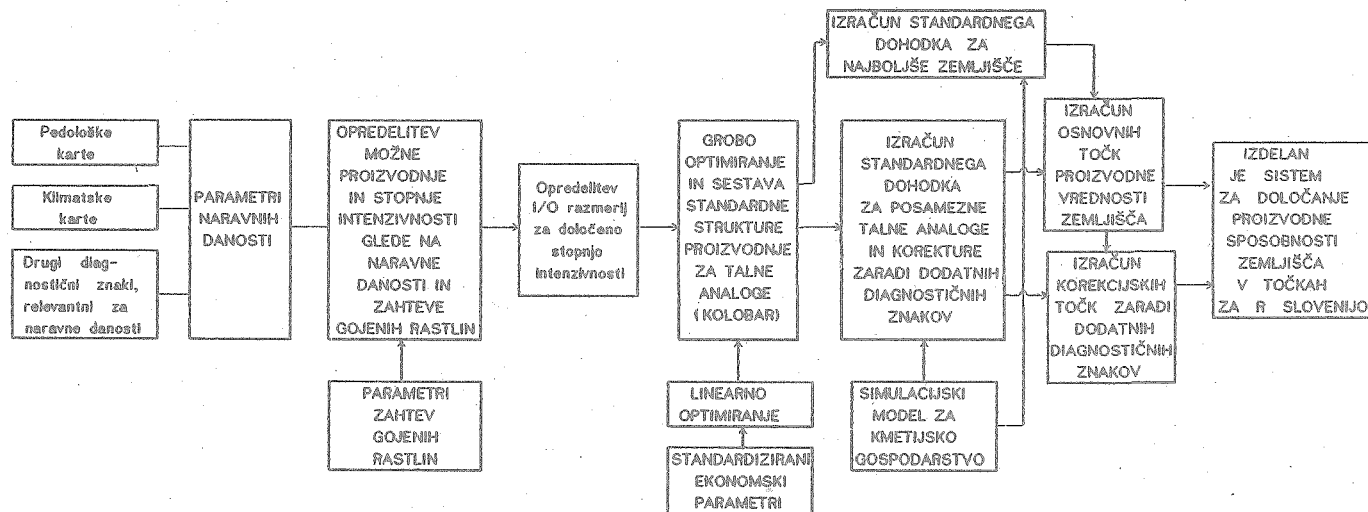 Pedološke
karte
Klimatske
karte
Drugi diag-
nostični znaki,
relevantni za
naravne danosti
PARAMETRI
NARAVNIH
DANOSTI
OPREDELITEV
MOŽNE
PROIZVODNJE
IN STOPNJE
INTENZIVNOSTI
GLEDE NA
NARAVNE
DANOSTI IN
ZAHTEVE
GOJENIH RASTLIN
PARAMETRI
ZAHTEV
GOJENIH
RASTLIN
Opredelitev
I/O razmerij
za določeno
stopnjo
intenzivnosti
GROBO
OPTIMIRANJE
IN SESTAVA
STANDARDNE
STRUKTURE
PROIZVODNJE
ZA TALNE
ANALOGE
(KOLOBAR)
LINEARNO
OPTIMIRANJE
STANDARDIZIRANI
EKONOMSKI
PARAMETRI
IZRAČUN STANDARDNEGA
DOHODKA ZA
NAJBOLJŠE ZEMLJIŠČE
IZRAČUN
STANDARDNEGA
DOHODKA
ZA POSAMEZNE
TALNE ANALOGE
IN KOREKTURE
ZARADI DODATNIH
DIAGNOSTIČNIH
ZNAKOV
SIMULACIJSKI
MODEL ZA
KMETIJSKO
GOSPODARSTVO
IZRAČUN
OSNOVNIH
TOČK
PROIZVODNE
VREDNOSTI
ZEMLJIŠČA
IZRAČUN
KOREKCIJSKIH
TOČK ZARADI
DODATNIH
DIAGNOSTIČNIH
ZNAKOV
IZDELAN
JE SISTEM
ZA DOLOČANJE
PROIZVODNE
SPOSOBNOSTI
ZEMLJIŠČA
V TOČKAH
ZA R SLOVENIJO